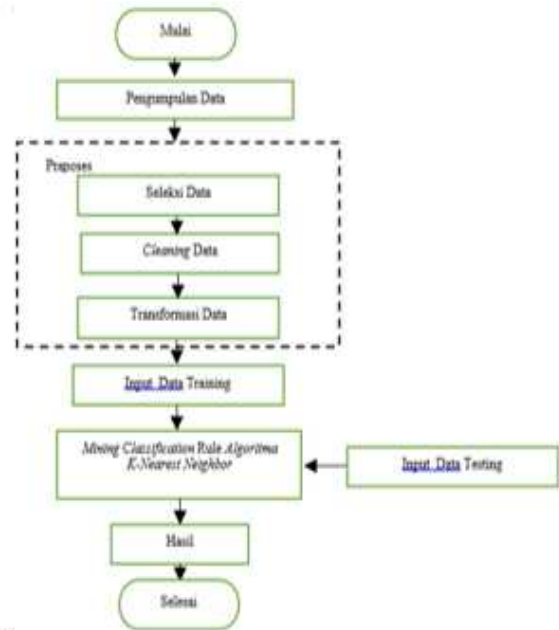 Mulai
Pengumpulan Data
Praposes
Seleksi Data
Cleaning Data
Transformasi Data
Input Data Training
Mining Classification Rule Algoritma
K-Nearest Neighbor
Input Data Testing
Hasil
Selesai